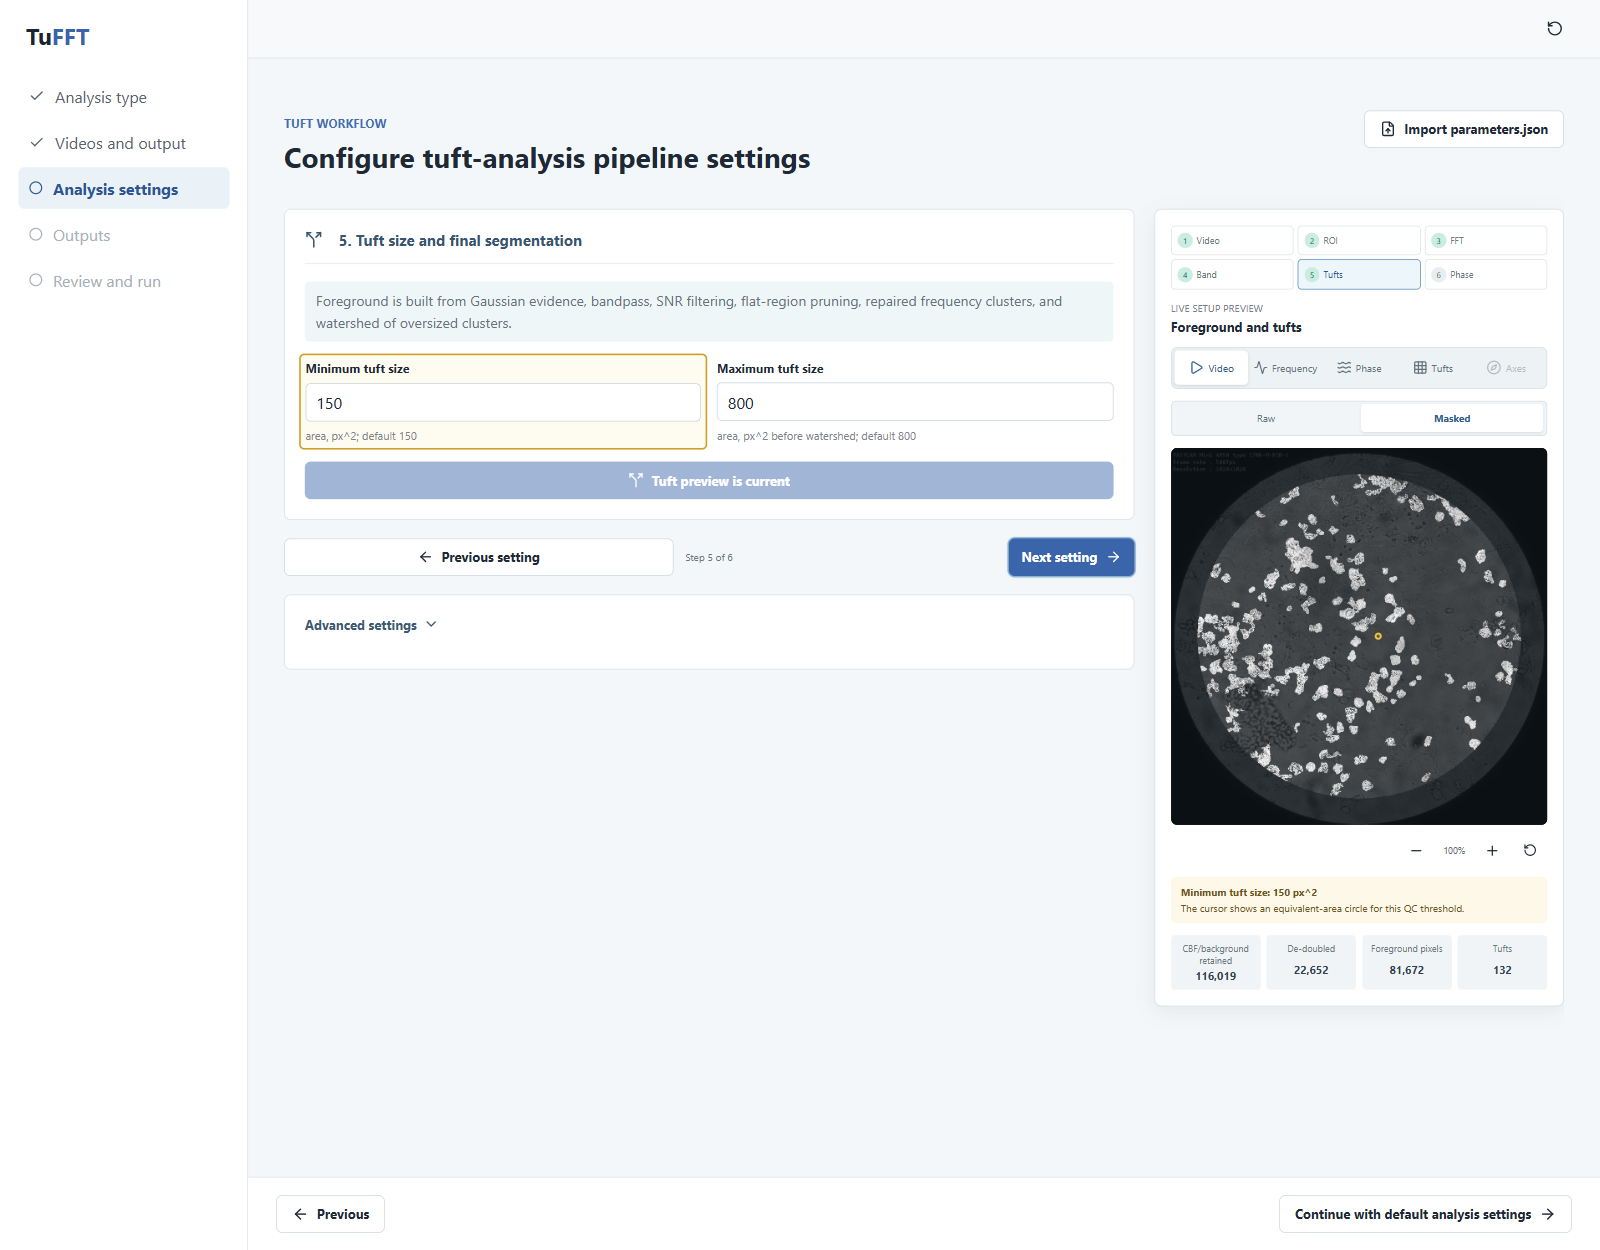 TuFFT
Analysis type
Videos and output
Analysis settings
Outputs
Review and run
TUFT WORKFLOW
Configure tuft-analysis pipeline settings
Import parameters.json
5. Tuft size and final segmentation
Foreground is built from Gaussian evidence, bandpass, SNR filtering, flat-region pruning, repaired frequency clusters, and
watershed of oversized clusters.
Minimum tuft size
150
area, px^2; default 150
Maximum tuft size
800
area, px^2 before watershed; default 800
Tuft preview is current
Previous setting
Step 5 of 6
Next setting
Advanced settings
1 Video
2 ROI
3 FFT
4 Band
5 Tufts
6 Phase
LIVE SETUP PREVIEW
Foreground and tufts
Video
Frequency
Phase
Tufts
Axes
Raw
Masked
100%
Minimum tuft size: 150 px^2
The cursor shows an equivalent-area circle for this QC threshold.
CBF/background
retained
116,019
De-doubled
22,652
Foreground pixels
81,672
Tufts
132
Previous
Continue with default analysis settings